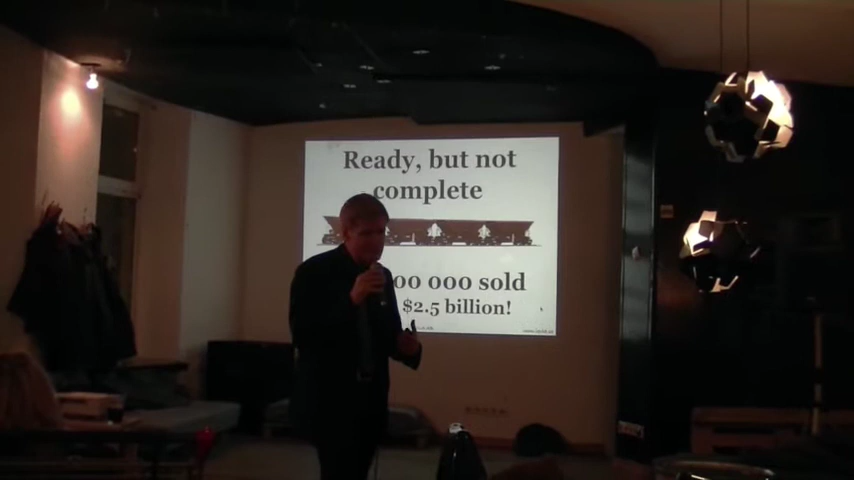 Ready, but not
complete
00 000 sold
$2.5 billion!